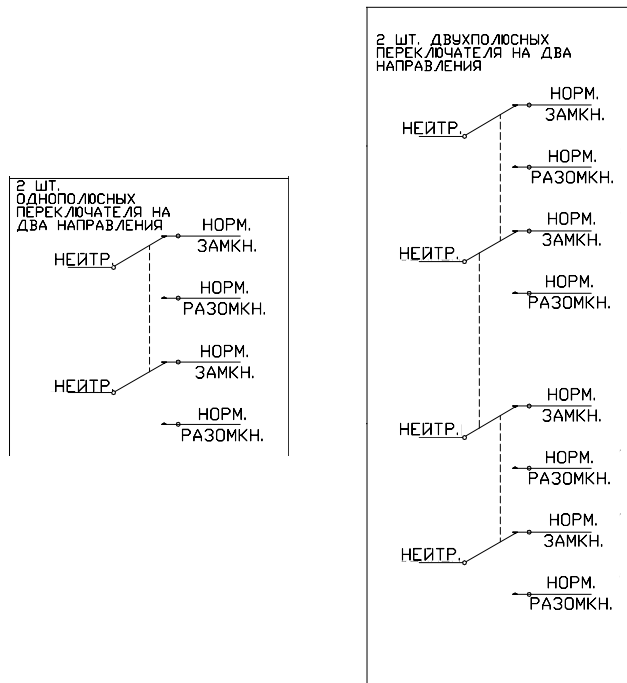 2 ШТ.
ОДНОПОЛЮСНЫХ
ПЕРЕКЛЮЧАТЕЛЯ НА
ДВА НАПРАВЛЕНИЯ
НОРМ.
ЗАМКН.
НЕЙТР.
НОРМ.
РАЗОМКН.
НОРМ.
ЗАМКН.
НЕЙТР.
НОРМ.
РАЗОМКН.
2 ШТ. ДВУХПОЛЮСНЫХ
ПЕРЕКЛЮЧАТЕЛЯ НА ДВА
НАПРАВЛЕНИЯ
НОРМ.
ЗАМКН.
НЕЙТР.
НОРМ.
РАЗОМКН.
НОРМ.
ЗАМКН.
НЕЙТР.
НОРМ.
РАЗОМКН.
НОРМ.
ЗАМКН.
НЕЙТР.
НОРМ.
РАЗОМКН.
НОРМ.
ЗАМКН.
НЕЙТР.
НОРМ.
РАЗОМКН.